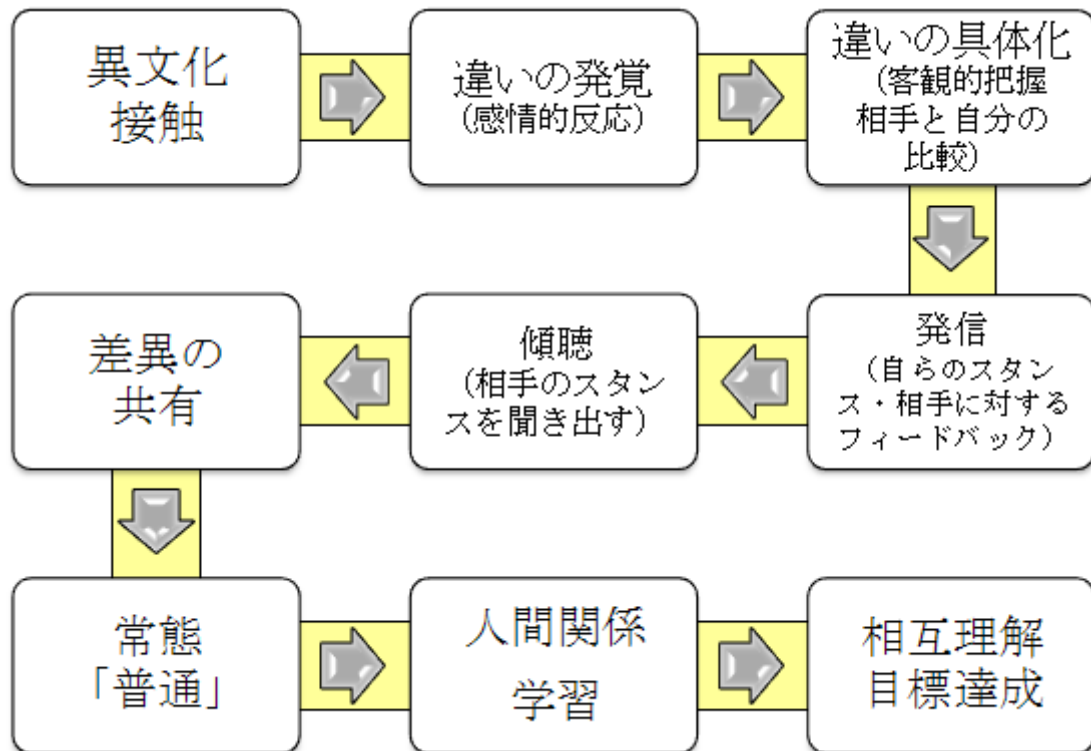 異文化
接触
違いの発覚
(感情的反応)
違いの具体化
(客観的把握
相手と自分の
比較)
発信
(自らのスタン
ス・相手に対する
フィードバック)
傾聴
(相手のスタン
スを聞き出す)
差異の
共有
常態
「普通」
人間関係
学習
相互理解
目標達成